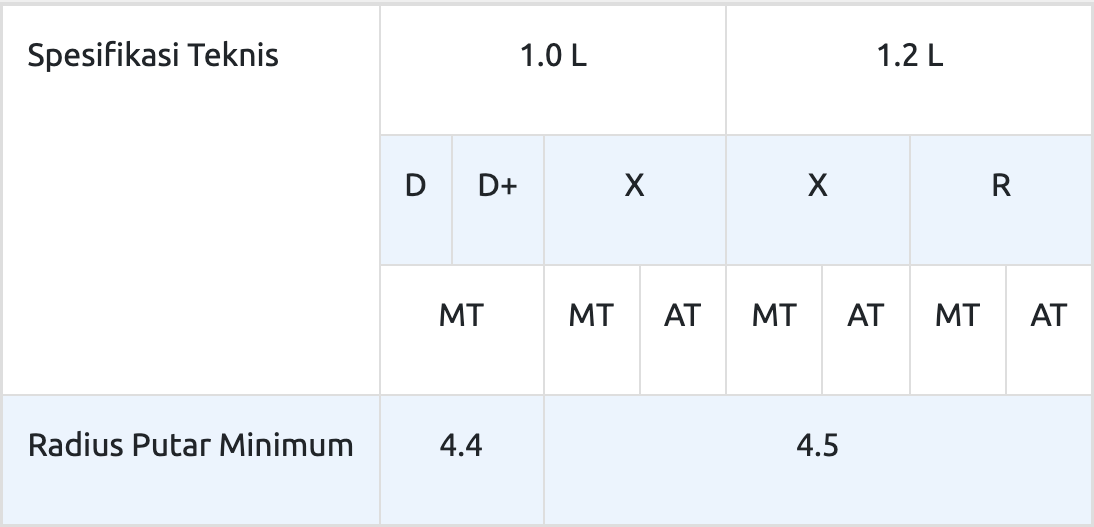 Spesifikasi Teknis 1.0 L 1.2 L
D D+ X X R
MT MT AT MT AT MT AT
Radius Putar Minimum 4.4 4.5